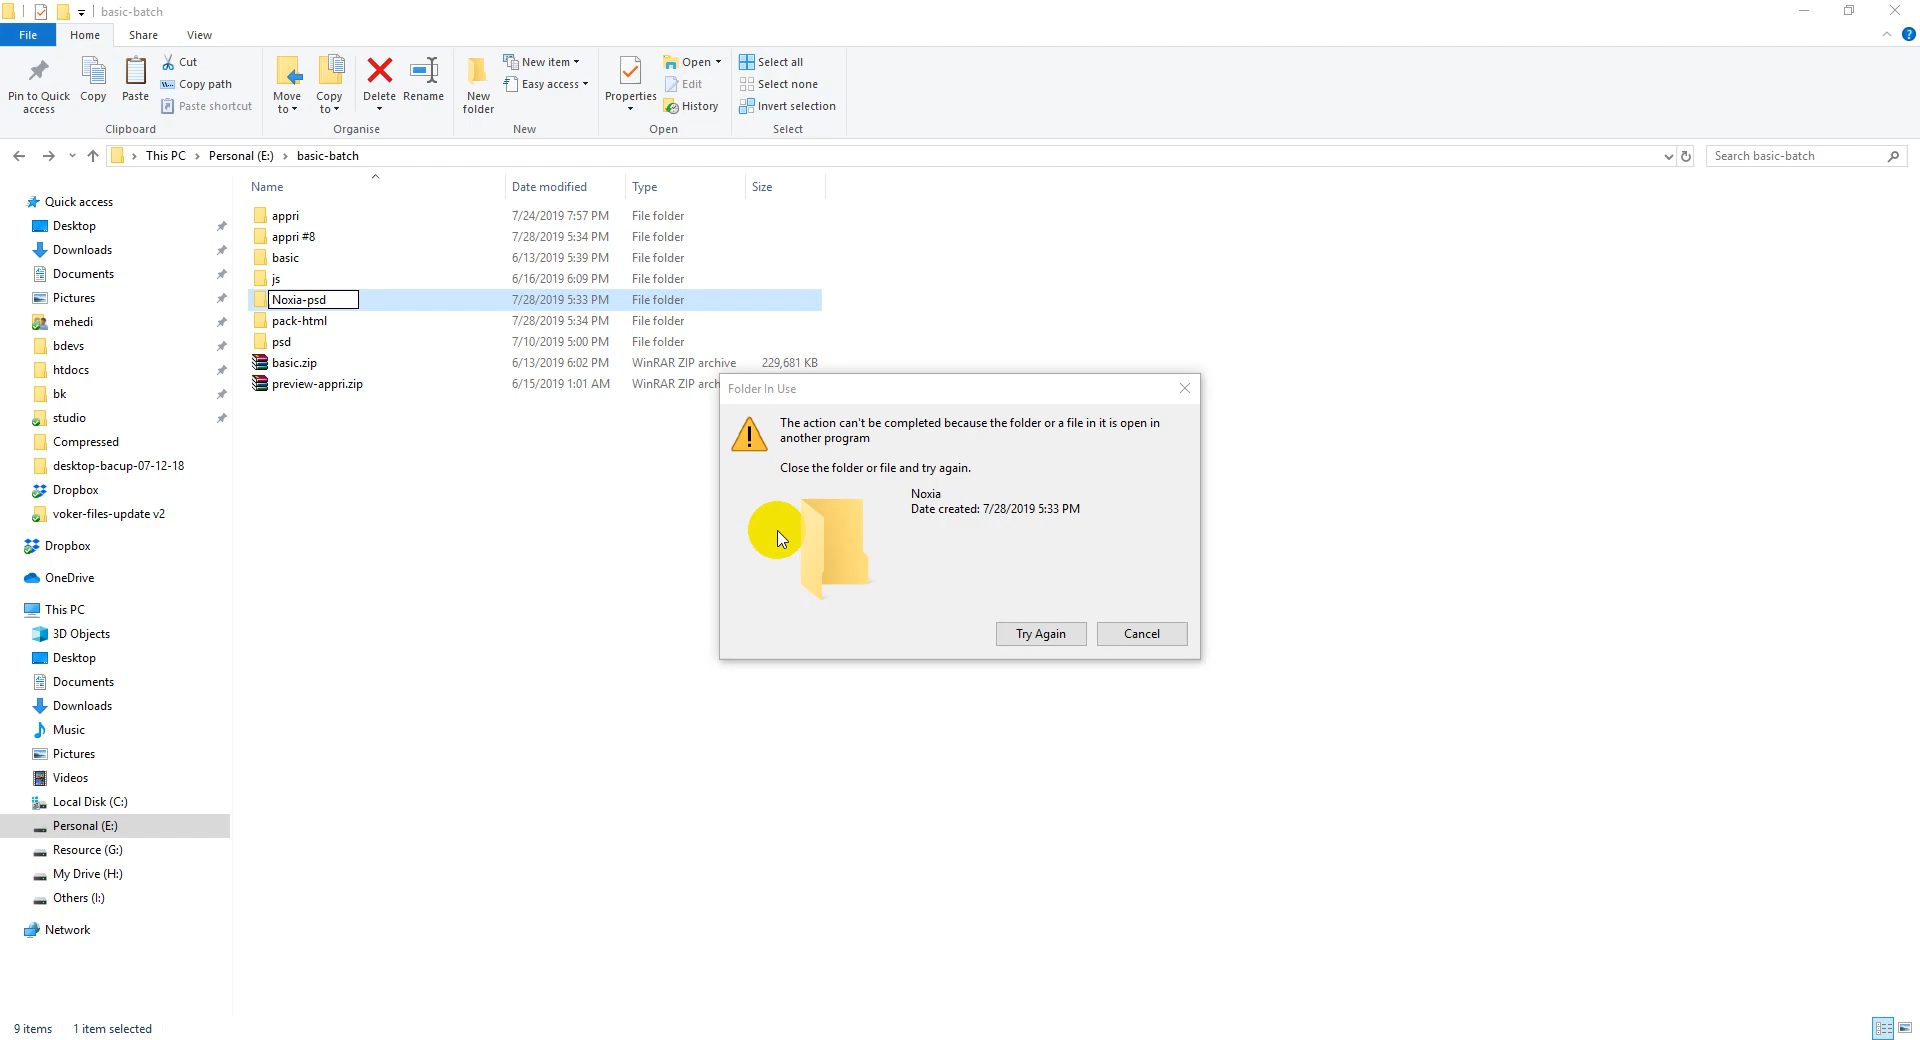 basic-batch
File Home Share View
Pin to Quick access
Copy
Paste
Cut
Copy path
Paste shortcut
Clipboard
Move to
Copy to
Delete
Rename
Organise
New folder
New item
Easy access
New
Properties
Open
Edit
History
Open
Select all
Select none
Invert selection
Select
This PC Personal (E:) basic-batch
Search basic-batch
Quick access
Desktop
Downloads
Documents
Pictures
mehedi
bdevs
htdocs
bk
studio
Compressed
desktop-bacup-07-12-18
Dropbox
voker-files-update v2
Dropbox
OneDrive
This PC
3D Objects
Desktop
Documents
Downloads
Music
Pictures
Videos
Local Disk (C:)
Personal (E:)
Resource (G:)
My Drive (H:)
Others (I:)
Network
Name Date modified Type Size
appri 7/24/2019 7:57 PM File folder
appri #8 7/28/2019 5:34 PM File folder
basic 6/13/2019 5:39 PM File folder
js 6/16/2019 6:09 PM File folder
Noxia-psd 7/28/2019 5:33 PM File folder
pack-html 7/28/2019 5:34 PM File folder
psd 7/10/2019 5:00 PM File folder
basic.zip 6/13/2019 6:02 PM WinRAR ZIP archive 229,681 KB
preview-appri.zip 6/15/2019 1:01 AM WinRAR ZIP arch
Folder In Use
The action can't be completed because the folder or a file in it is open in
another program
Close the folder or file and try again.
Noxia
Date created: 7/28/2019 5:33 PM
Try Again Cancel
9 items 1 item selected